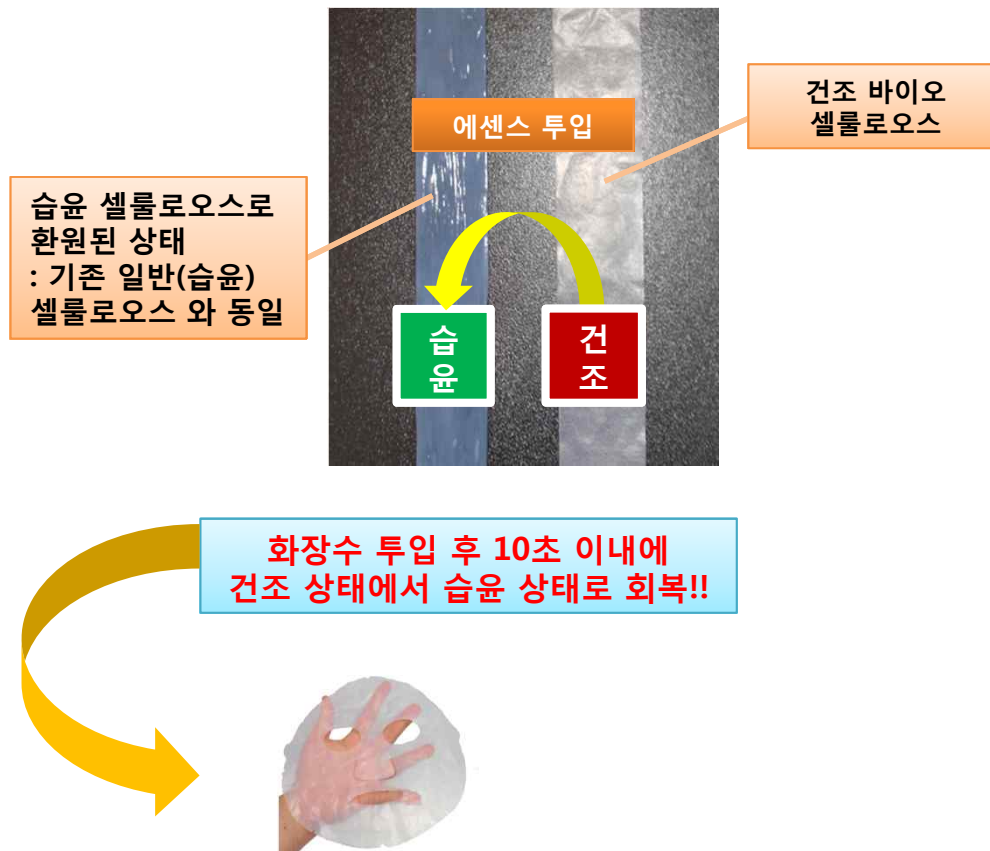 에센스 투입
건조 바이오
셀룰로오스
습윤 셀룰로오스로
환원된 상태
: 기존 일반(습윤)
셀룰로오스 와 동일
습
윤
건
조
화장수 투입 후 10초 이내에
건조 상태에서 습윤 상태로 회복!!